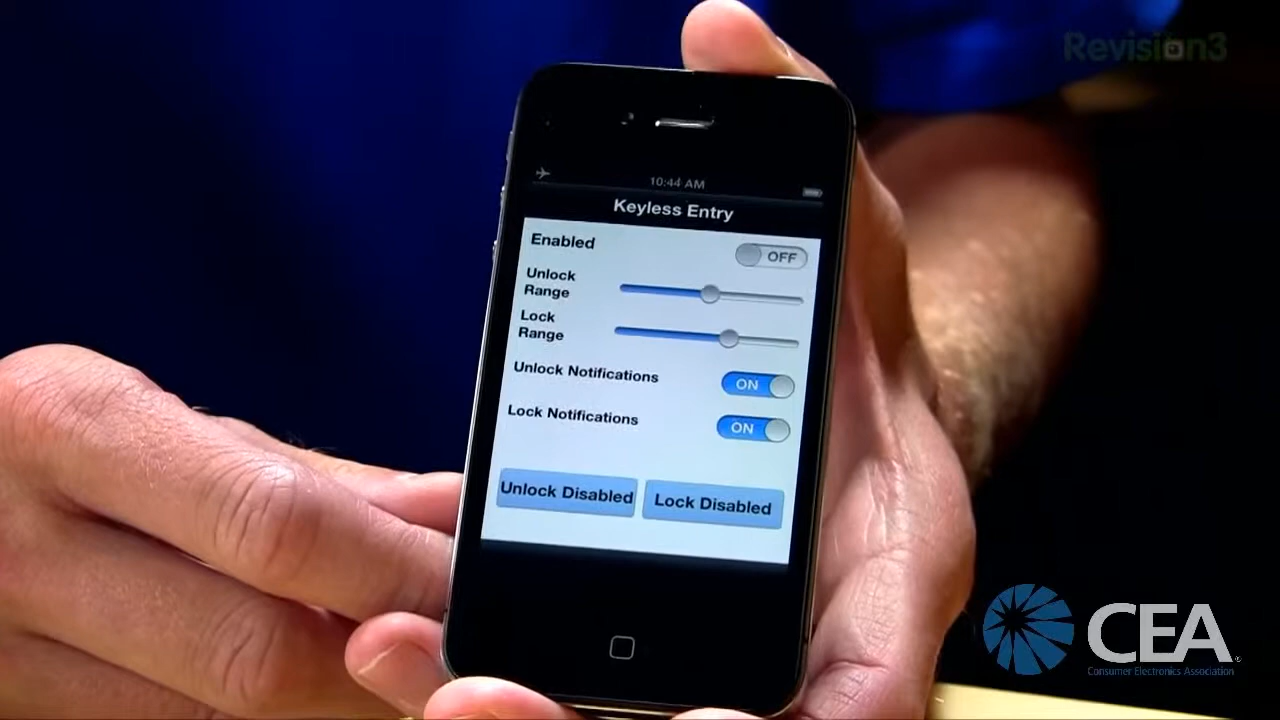 Revision3
10:44 AM
Keyless Entry
Enabled
OFF
Unlock
Range
Lock
Range
Unlock Notifications
ON
Lock Notifications
ON
Unlock Disabled
Lock Disabled
CEA®
Consumer Electronics Association